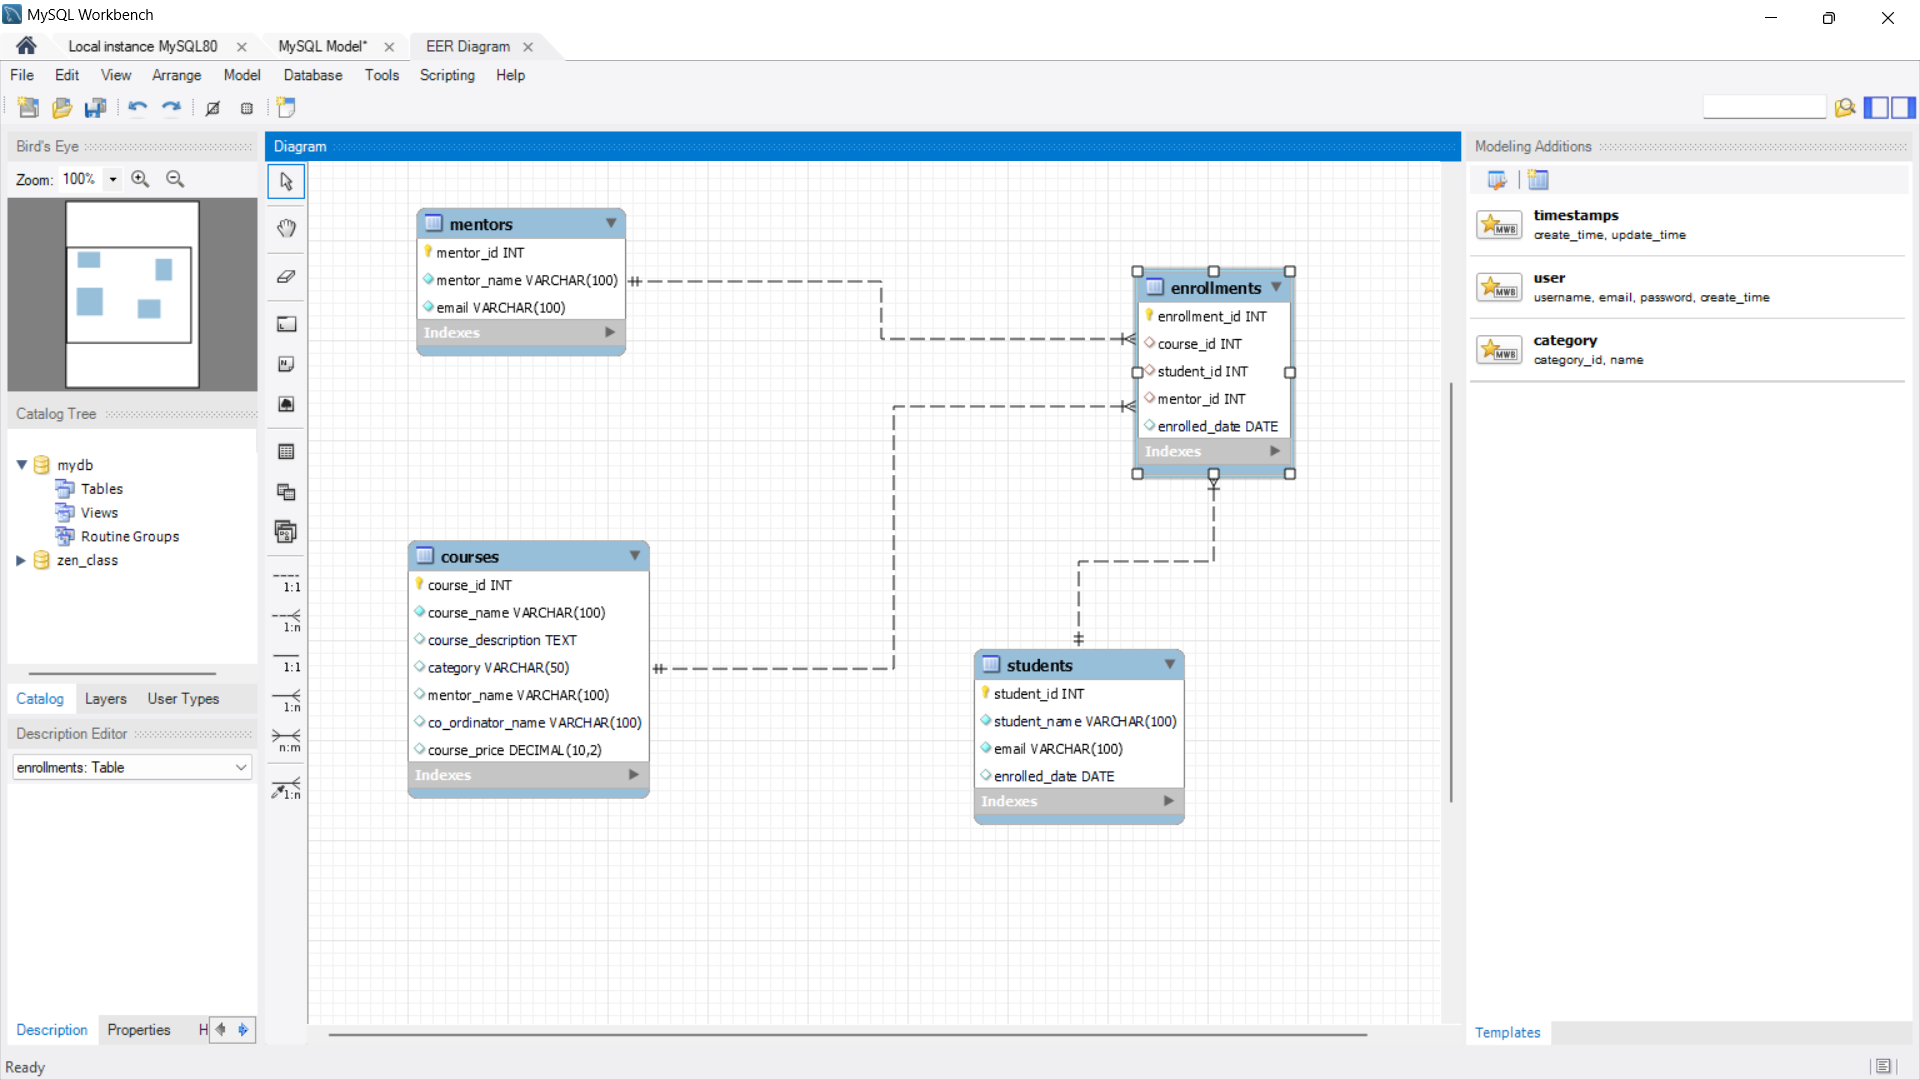 MySQL Workbench
Local instance MySQL80
MySQL Model*
EER Diagram
File Edit View Arrange Model Database Tools Scripting Help
Bird's Eye
Zoom: 100%
Catalog Tree
mydb
Tables
Views
Routine Groups
zen_class
Catalog Layers User Types
Description Editor
enrollments: Table
Description Properties H
Ready
Diagram
1:1
1:n
1:1
1:n
n:m
1:n
mentors
mentor_id INT
mentor_name VARCHAR(100)
email VARCHAR(100)
Indexes
enrollments
enrollment_id INT
course_id INT
student_id INT
mentor_id INT
enrolled_date DATE
Indexes
courses
course_id INT
course_name VARCHAR(100)
course_description TEXT
category VARCHAR(50)
mentor_name VARCHAR(100)
co_ordinator_name VARCHAR(100)
course_price DECIMAL(10,2)
Indexes
students
student_id INT
student_name VARCHAR(100)
email VARCHAR(100)
enrolled_date DATE
Indexes
Modeling Additions
MWB
timestamps
create_time, update_time
MWB
user
username, email, password, create_time
MWB
category
category_id, name
Templates